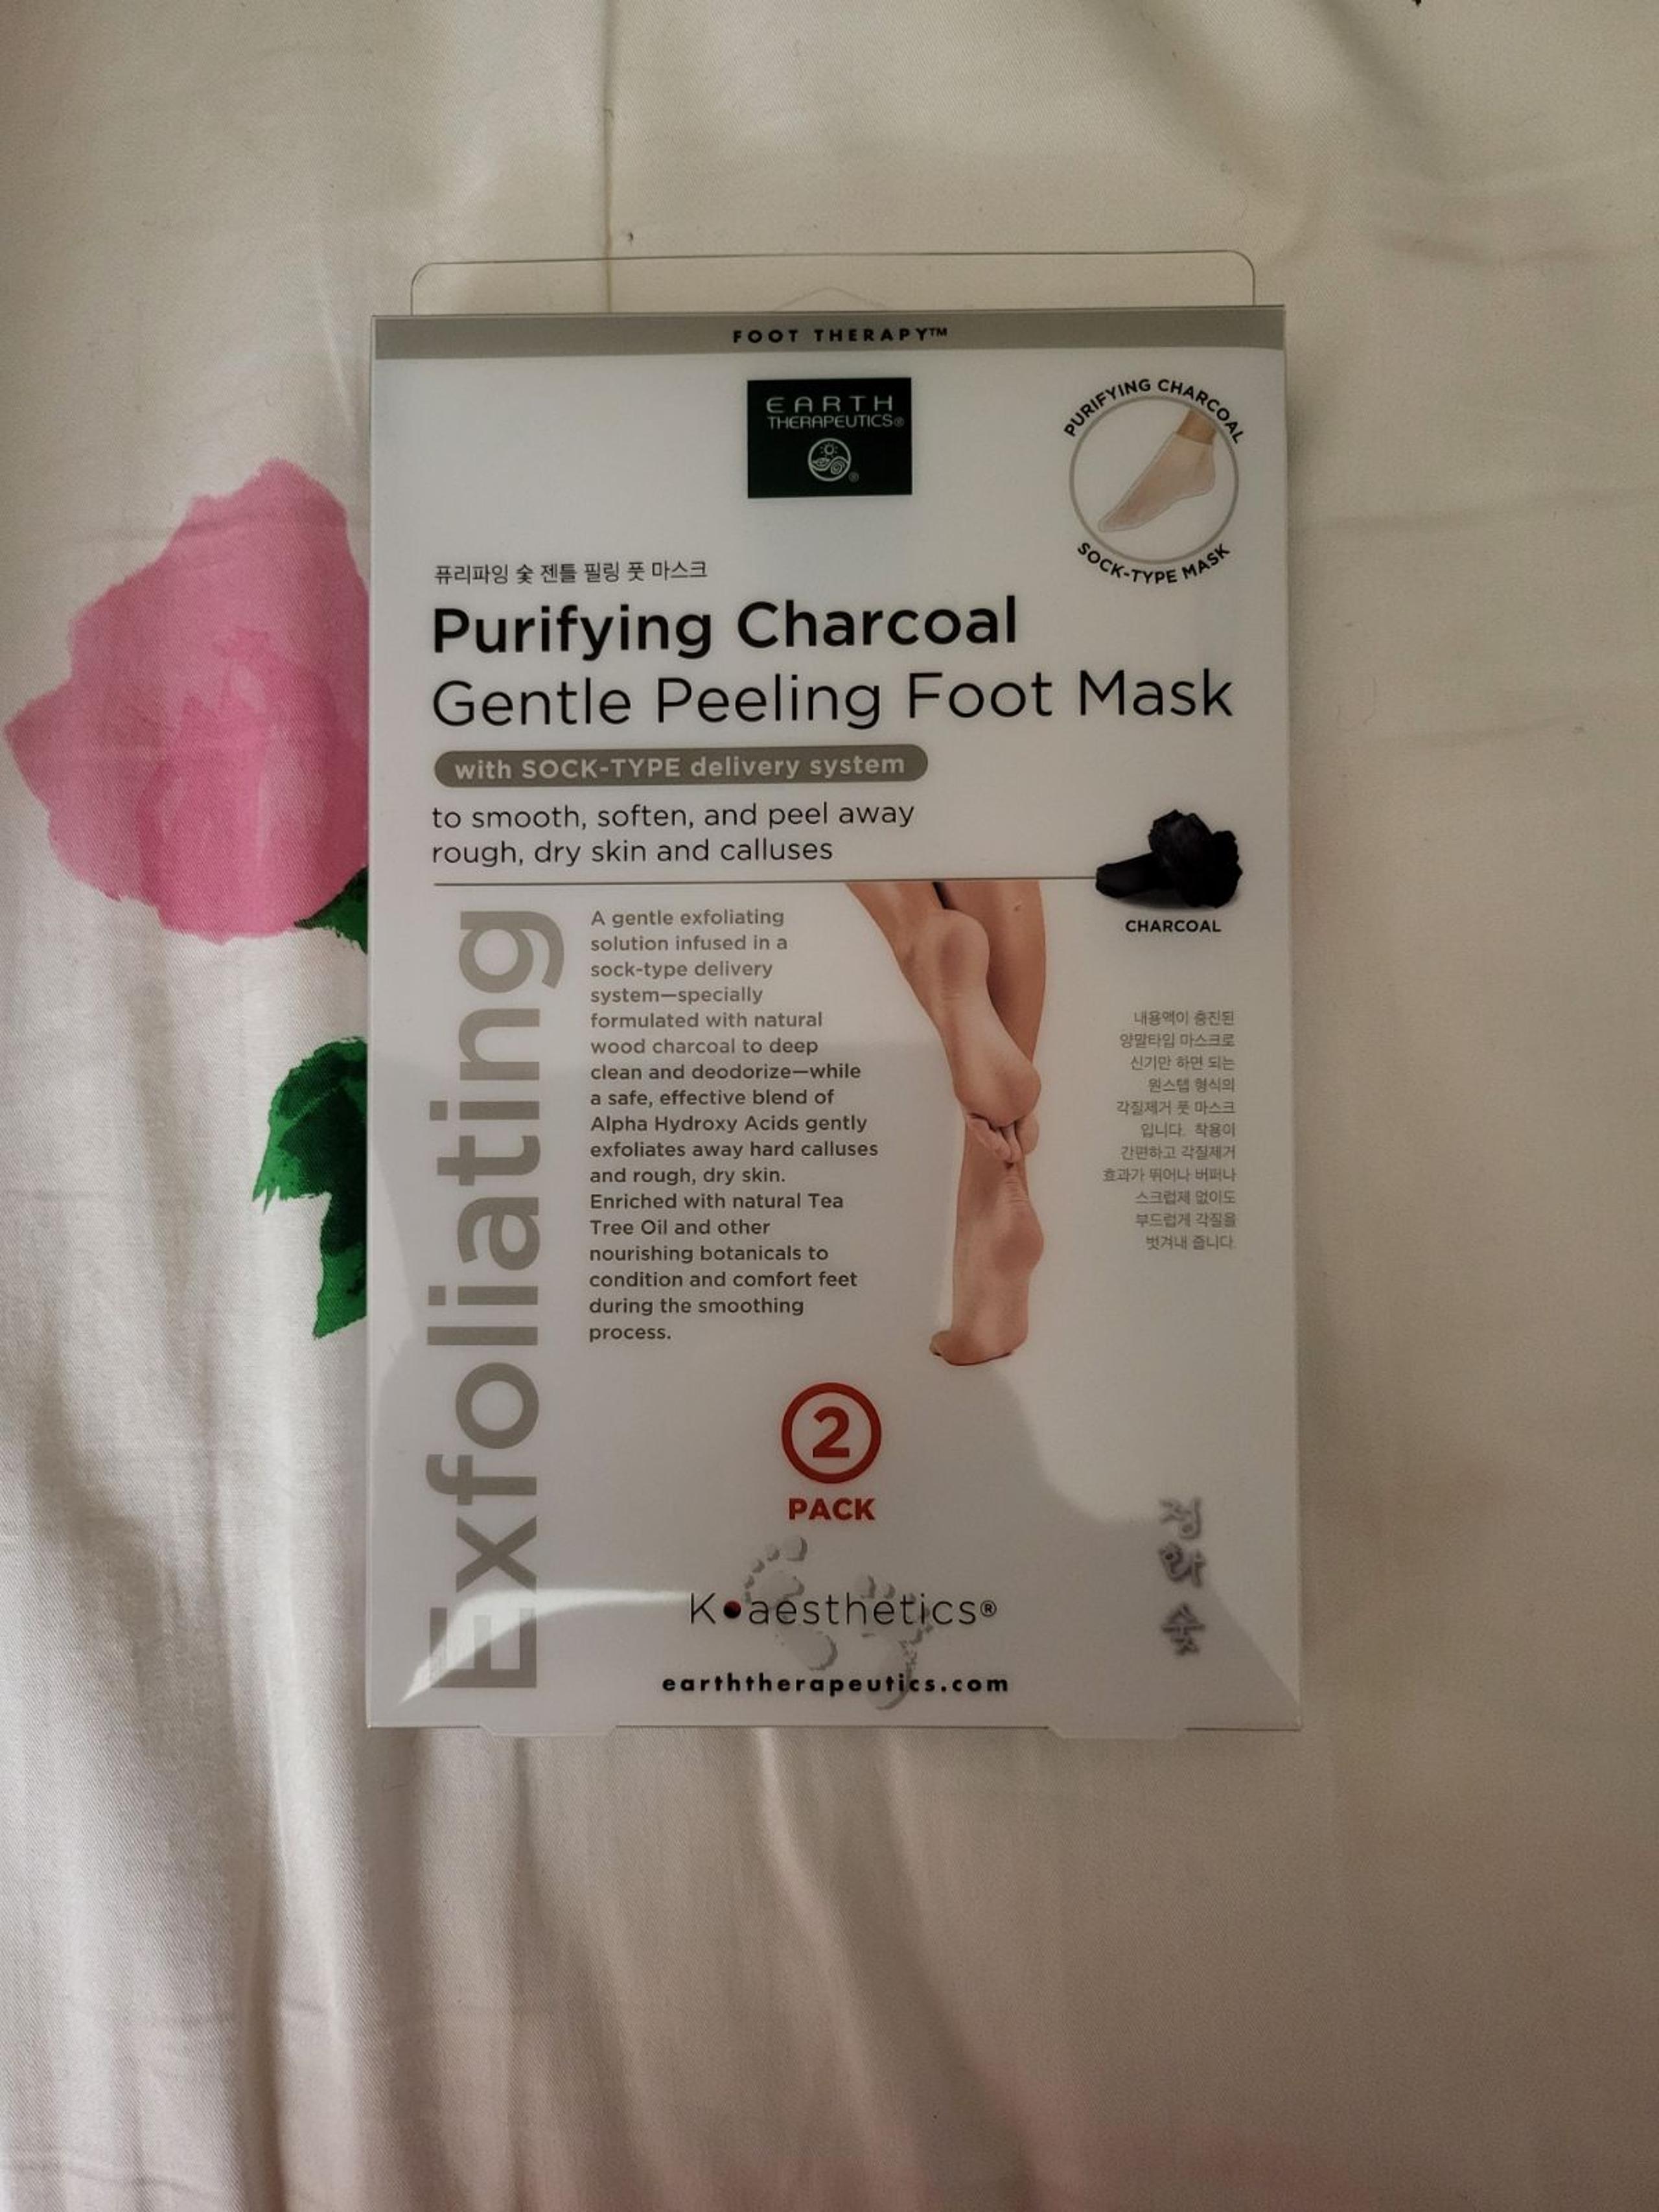 FOOT THERAPY™
EARTH
THERAPEUTICS®
PURIFYING CHARCOAL
SOCK-TYPE MASK
퓨리파잉 숯 젠틀 필링 풋 마스크
Purifying Charcoal
Gentle Peeling Foot Mask
with SOCK-TYPE delivery system
to smooth, soften, and peel away
rough, dry skin and calluses
CHARCOAL
Exfoliating
A gentle exfoliating
solution infused in a
sock-type delivery
system—specially
formulated with natural
wood charcoal to deep
clean and deodorize—while
a safe, effective blend of
Alpha Hydroxy Acids gently
exfoliates away hard calluses
and rough, dry skin.
Enriched with natural Tea
Tree Oil and other
nourishing botanicals to
condition and comfort feet
during the smoothing
process.
내용액이 충진된
양말타입 마스크로
신기만 하면 되는
원스텝 형식의
각질제거 풋 마스크
입니다. 착용이
간편하고 각질제거
효과가 뛰어나 버퍼나
스크럽제 없이도
부드럽게 각질을
벗겨내 줍니다.
2
PACK
정화 숯
K•aesthetics®
earththerapeutics.com